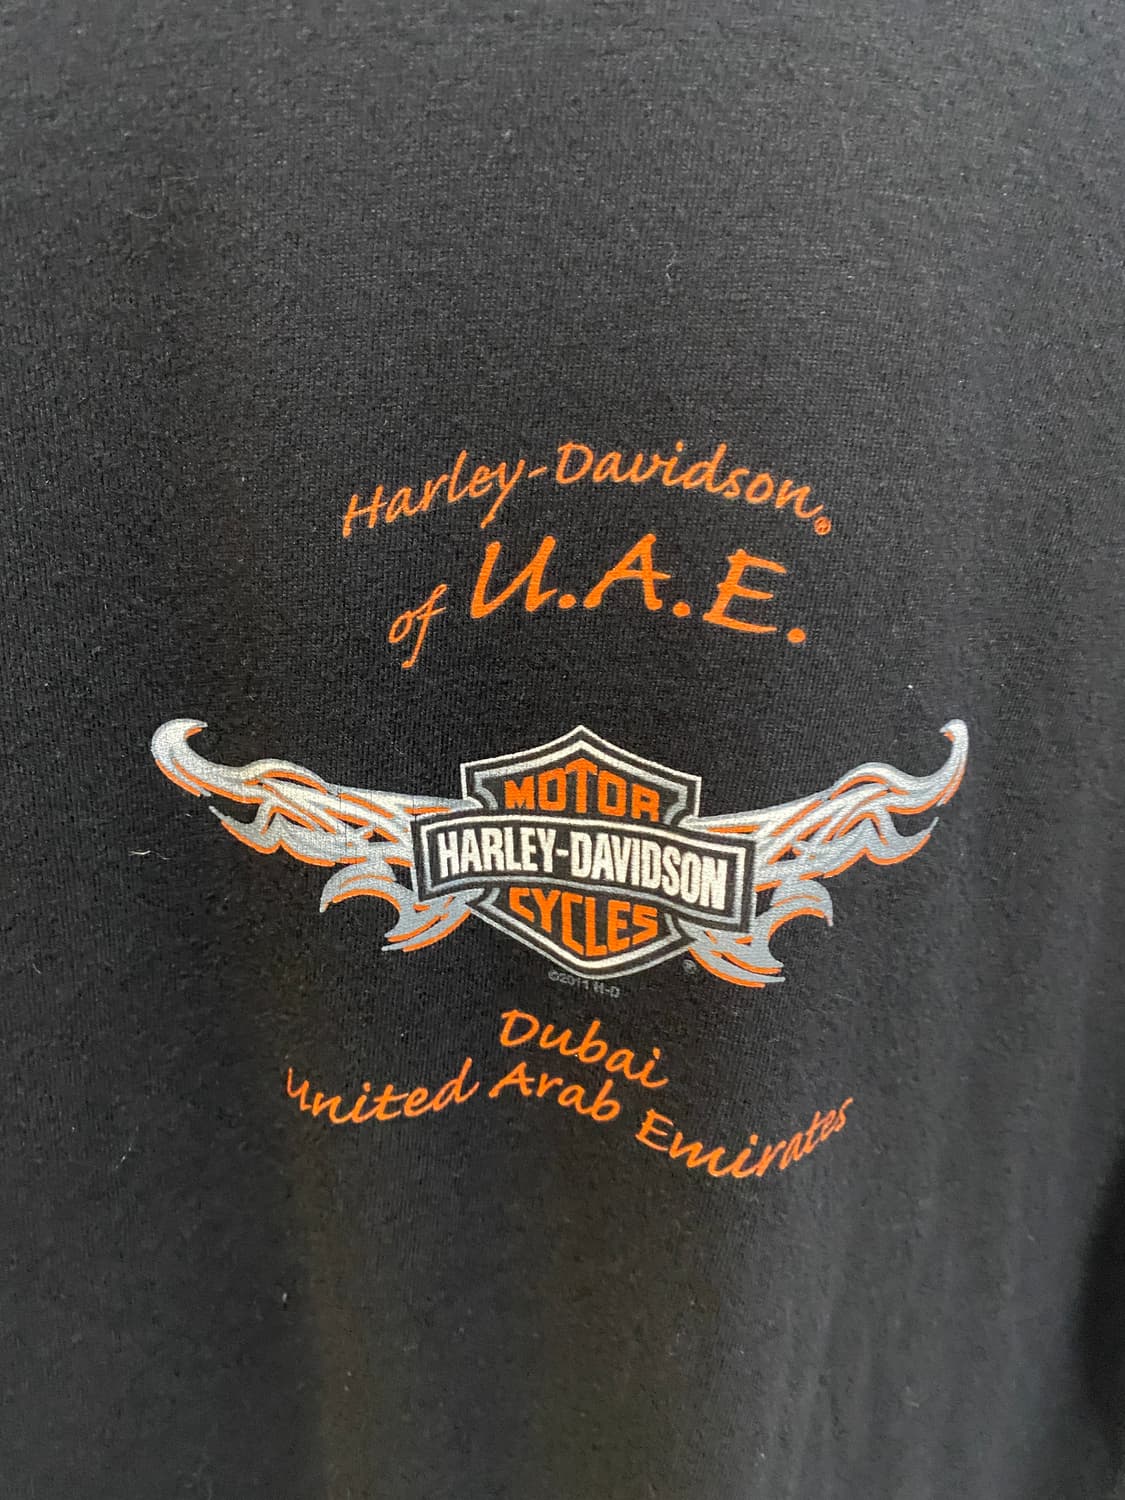 Harley-Davidson®
of U.A.E.
MOTOR
HARLEY-DAVIDSON
CYCLES
®
©2011 H-D
Dubai
United Arab Emirates